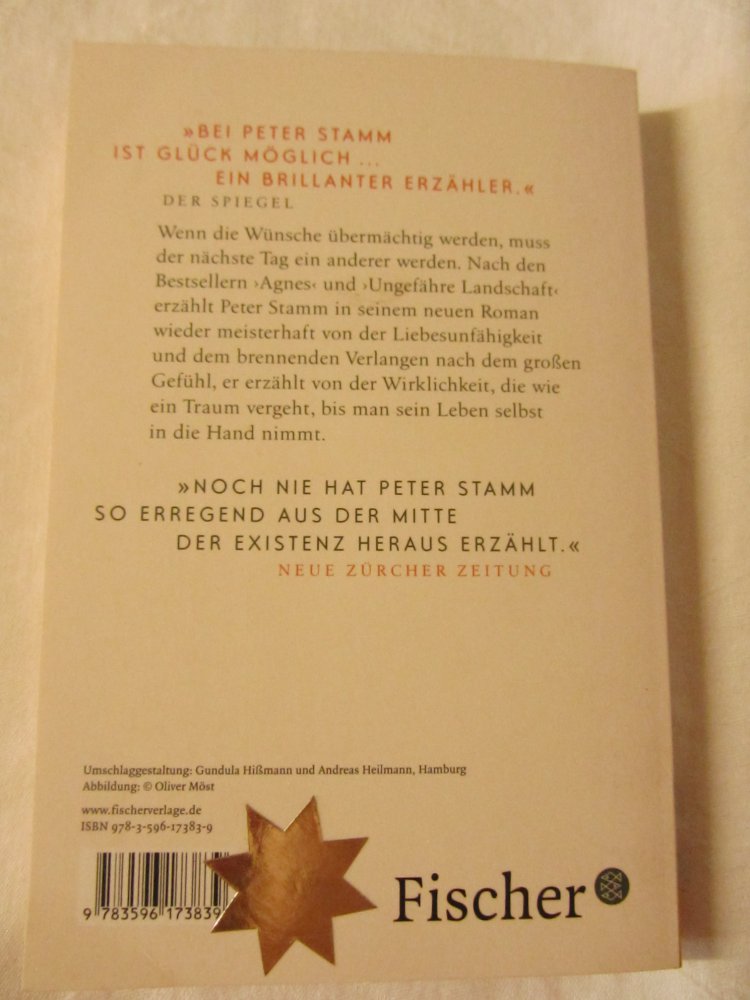 »BEI PETER STAMM
IST GLÜCK MÖGLICH ...
EIN BRILLANTER ERZÄHLER.«
DER SPIEGEL
Wenn die Wünsche übermächtig werden, muss
der nächste Tag ein anderer werden. Nach den
Bestsellern ›Agnes‹ und ›Ungefähre Landschaft‹
erzählt Peter Stamm in seinem neuen Roman
wieder meisterhaft von der Liebesunfähigkeit
und dem brennenden Verlangen nach dem großen
Gefühl, er erzählt von der Wirklichkeit, die wie
ein Traum vergeht, bis man sein Leben selbst
in die Hand nimmt.
»NOCH NIE HAT PETER STAMM
SO ERREGEND AUS DER MITTE
DER EXISTENZ HERAUS ERZÄHLT.«
NEUE ZÜRCHER ZEITUNG
Umschlaggestaltung: Gundula Hißmann und Andreas Heilmann, Hamburg
Abbildung: © Oliver Möst
www.fischerverlage.de
ISBN 978-3-596-17383-9
9 783596 173839
Fischer